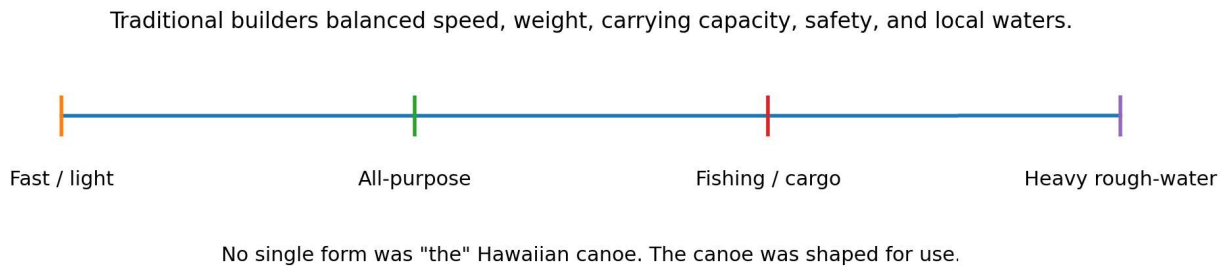 Traditional builders balanced speed, weight, carrying capacity, safety, and local waters.
Fast / light
All-purpose
Fishing / cargo
Heavy rough-water
No single form was "the" Hawaiian canoe. The canoe was shaped for use.